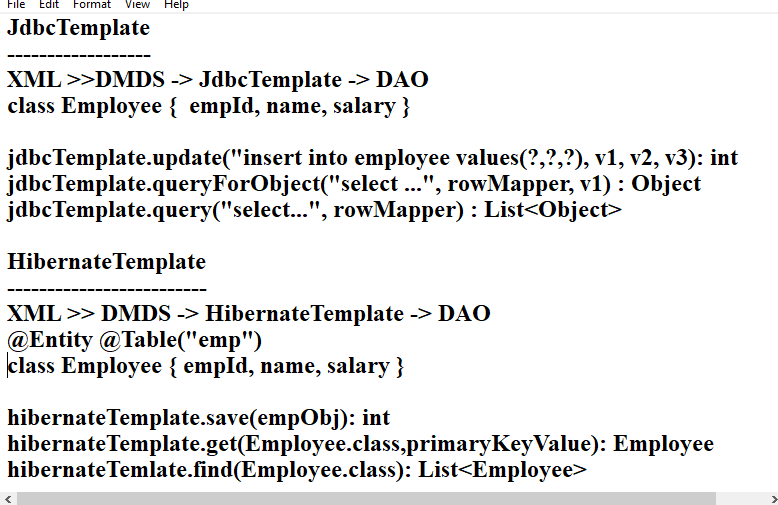 File Edit Format View Help
JdbcTemplate
------------------
XML >>DMDS -> JdbcTemplate -> DAO
class Employee {  empId, name, salary }
jdbcTemplate.update("insert into employee values(?,?,?), v1, v2, v3): int
jdbcTemplate.queryForObject("select ...", rowMapper, v1) : Object
jdbcTemplate.query("select...", rowMapper) : List<Object>
HibernateTemplate
-------------------------
XML >> DMDS -> HibernateTemplate -> DAO
@Entity @Table("emp")
class Employee { empId, name, salary }
hibernateTemplate.save(empObj): int
hibernateTemplate.get(Employee.class,primaryKeyValue): Employee
hibernateTemlate.find(Employee.class): List<Employee>